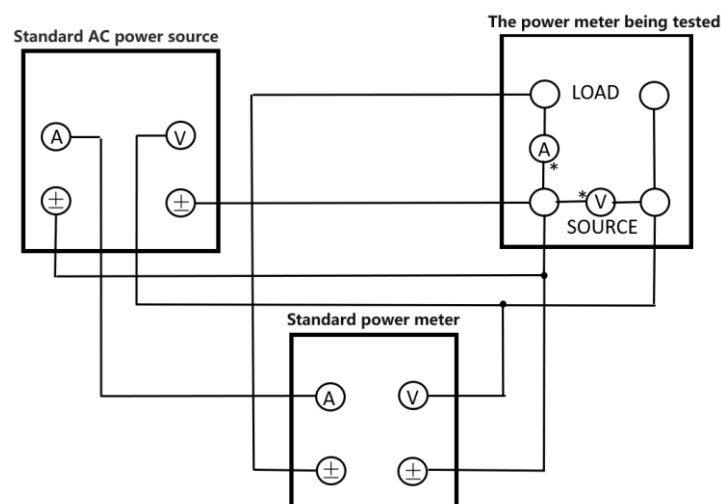 The power meter being tested
Standard AC power source
LOAD
A
V
A
*
±
±
* V
SOURCE
Standard power meter
A
V
±
±